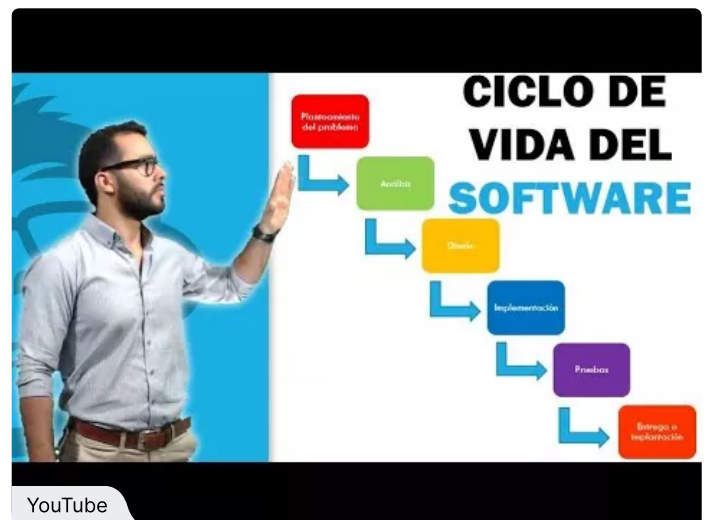 CICLO DE
VIDA DEL
SOFTWARE
Planteamiento
del problema
Análisis
Diseño
Implementación
Pruebas
Entrega o
implantación
YouTube